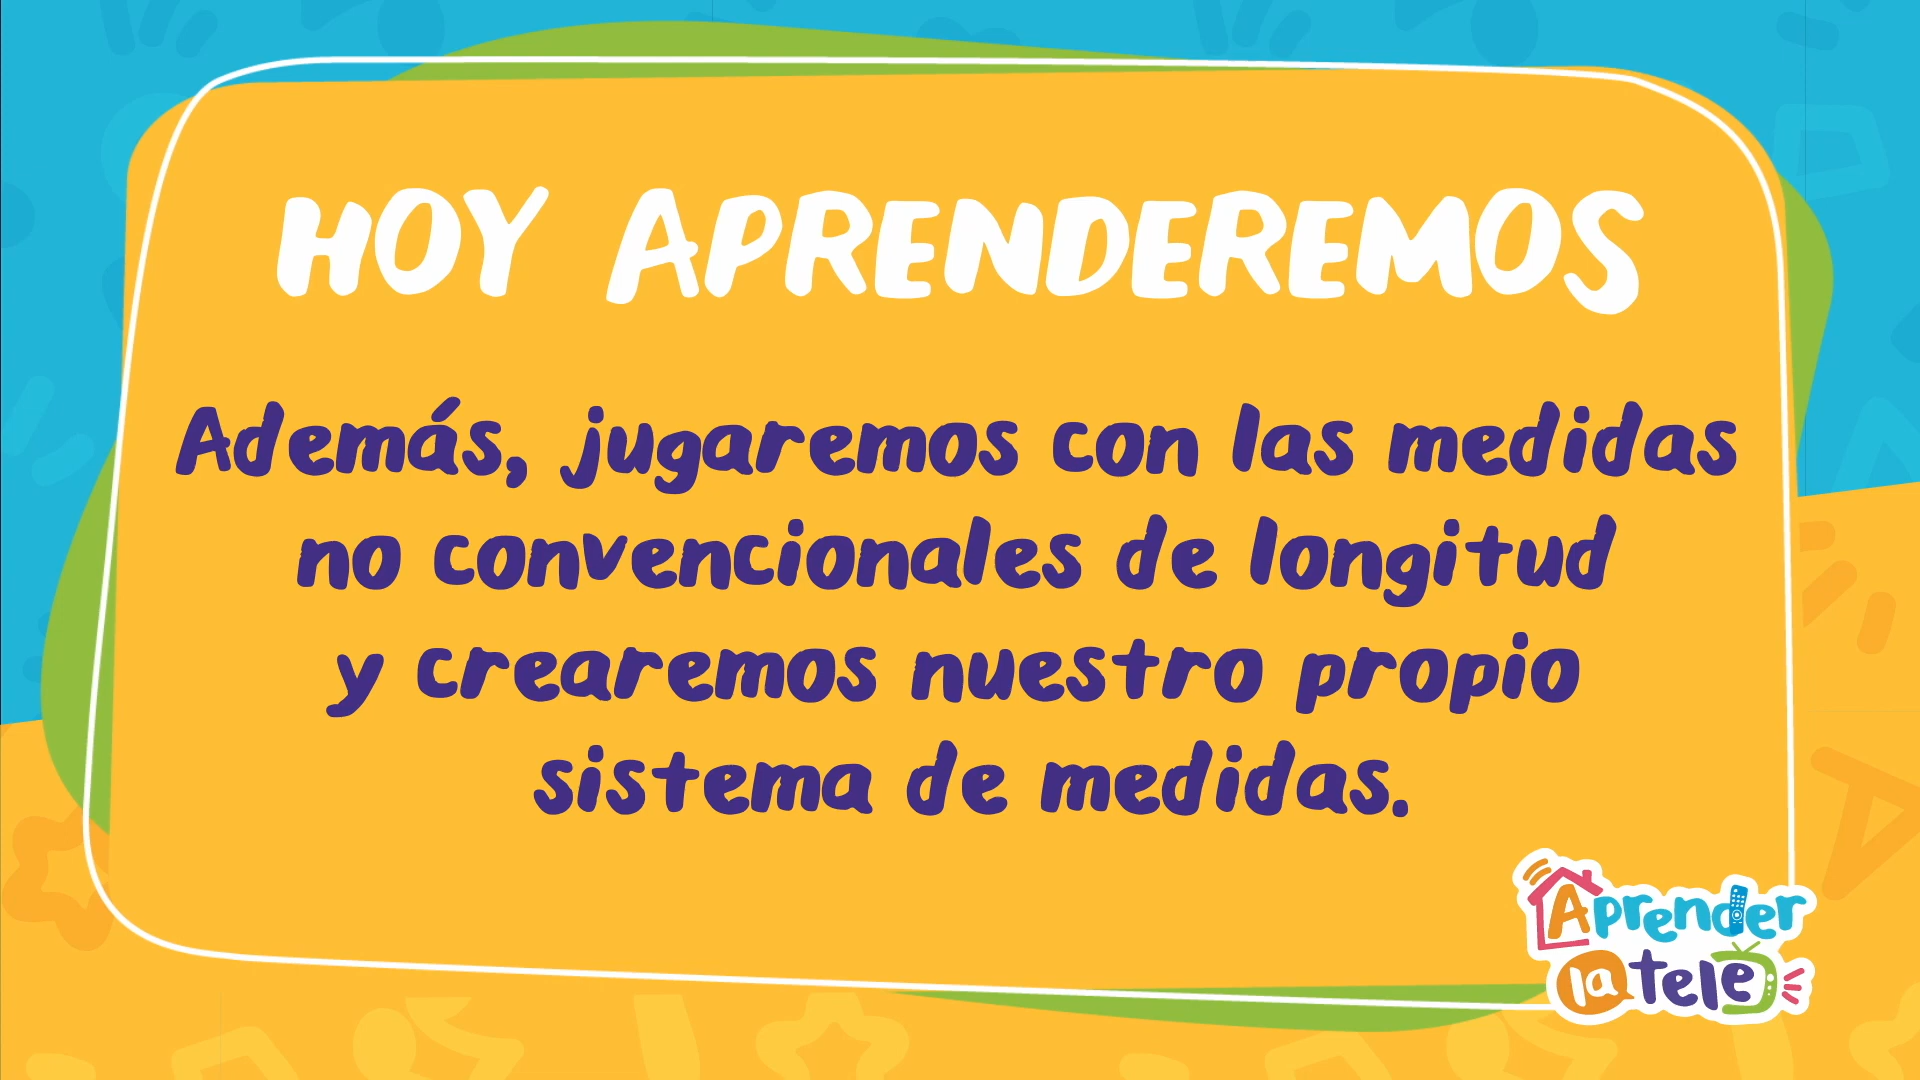 HOY APRENDEREMOS
Además, jugaremos con las medidas
no convencionales de longitud
y crearemos nuestro propio
sistema de medidas.
Aprender
la tele